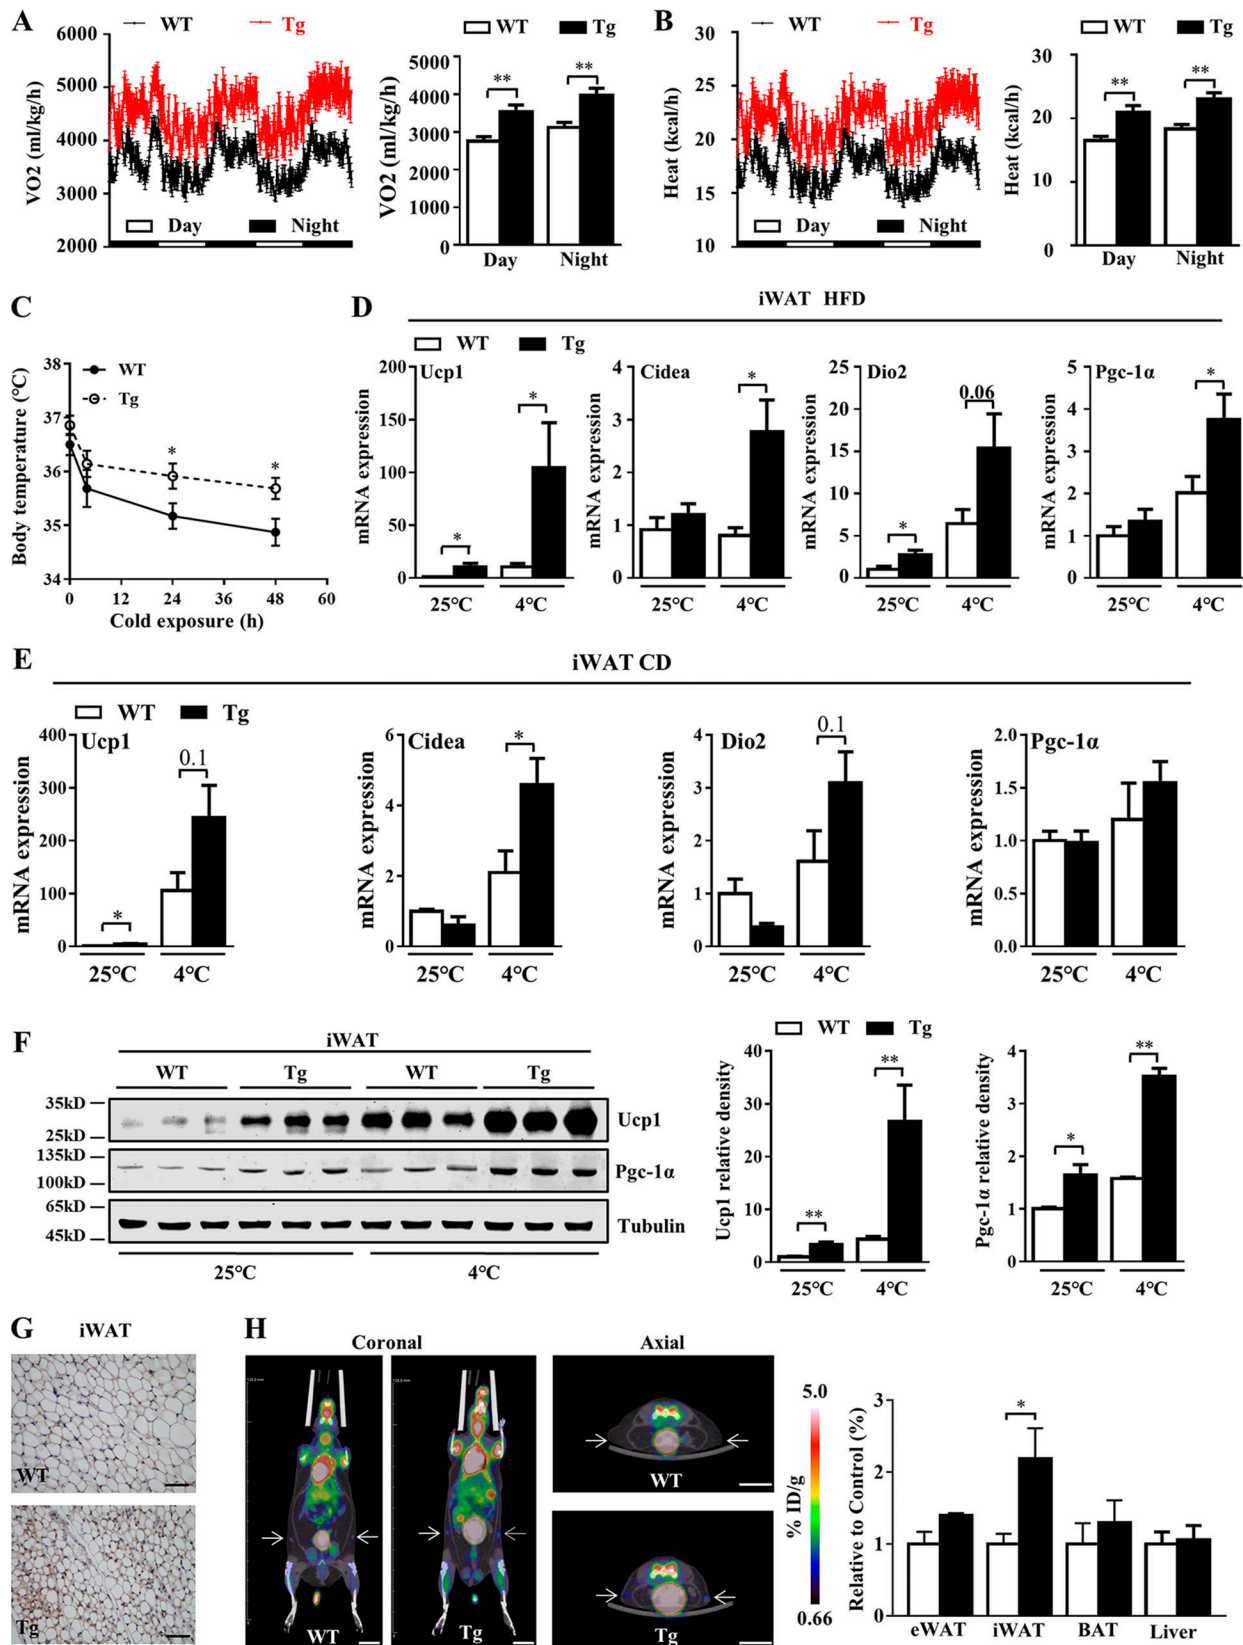 A
WT
Tg
6000
5000
4000
3000
2000
VO2 (ml/kg/h)
Day
Night
WT
Tg
5000
4000
3000
2000
1000
0
VO2 (ml/kg/h)
**
**
Day
Night
B
WT
Tg
30
25
20
15
10
Heat (kcal/h)
Day
Night
WT
Tg
30
20
10
0
Heat (kcal/h)
**
**
Day
Night
C
38
37
36
35
34
Body temperature (°C)
WT
Tg
*
*
0 12 24 36 48 60
Cold exposure (h)
D
iWAT HFD
WT
Tg
Ucp1
200
150
100
50
0
mRNA expression
*
*
25°C
4°C
Cidea
4
3
2
1
0
mRNA expression
*
25°C
4°C
Dio2
25
20
15
10
5
0
mRNA expression
*
0.06
25°C
4°C
Pgc-1α
5
4
3
2
1
0
mRNA expression
*
25°C
4°C
E
iWAT CD
WT
Tg
Ucp1
400
300
200
100
0
mRNA expression
*
0.1
25°C
4°C
Cidea
6
4
2
0
mRNA expression
*
25°C
4°C
Dio2
4
3
2
1
0
mRNA expression
0.1
25°C
4°C
Pgc-1α
2.0
1.5
1.0
0.5
0.0
mRNA expression
25°C
4°C
F
iWAT
WT Tg WT Tg
35kD
25kD
Ucp1
135kD
100kD
Pgc-1α
65kD
45kD
Tubulin
25°C
4°C
WT
Tg
40
30
20
10
0
Ucp1 relative density
**
**
25°C
4°C
4
3
2
1
0
Pgc-1α relative density
*
**
25°C
4°C
G
iWAT
WT
Tg
H
Coronal
WT
Tg
Axial
WT
Tg
5.0
% ID/g
0.66
3
2
1
0
Relative to Control (%)
*
eWAT
iWAT
BAT
Liver